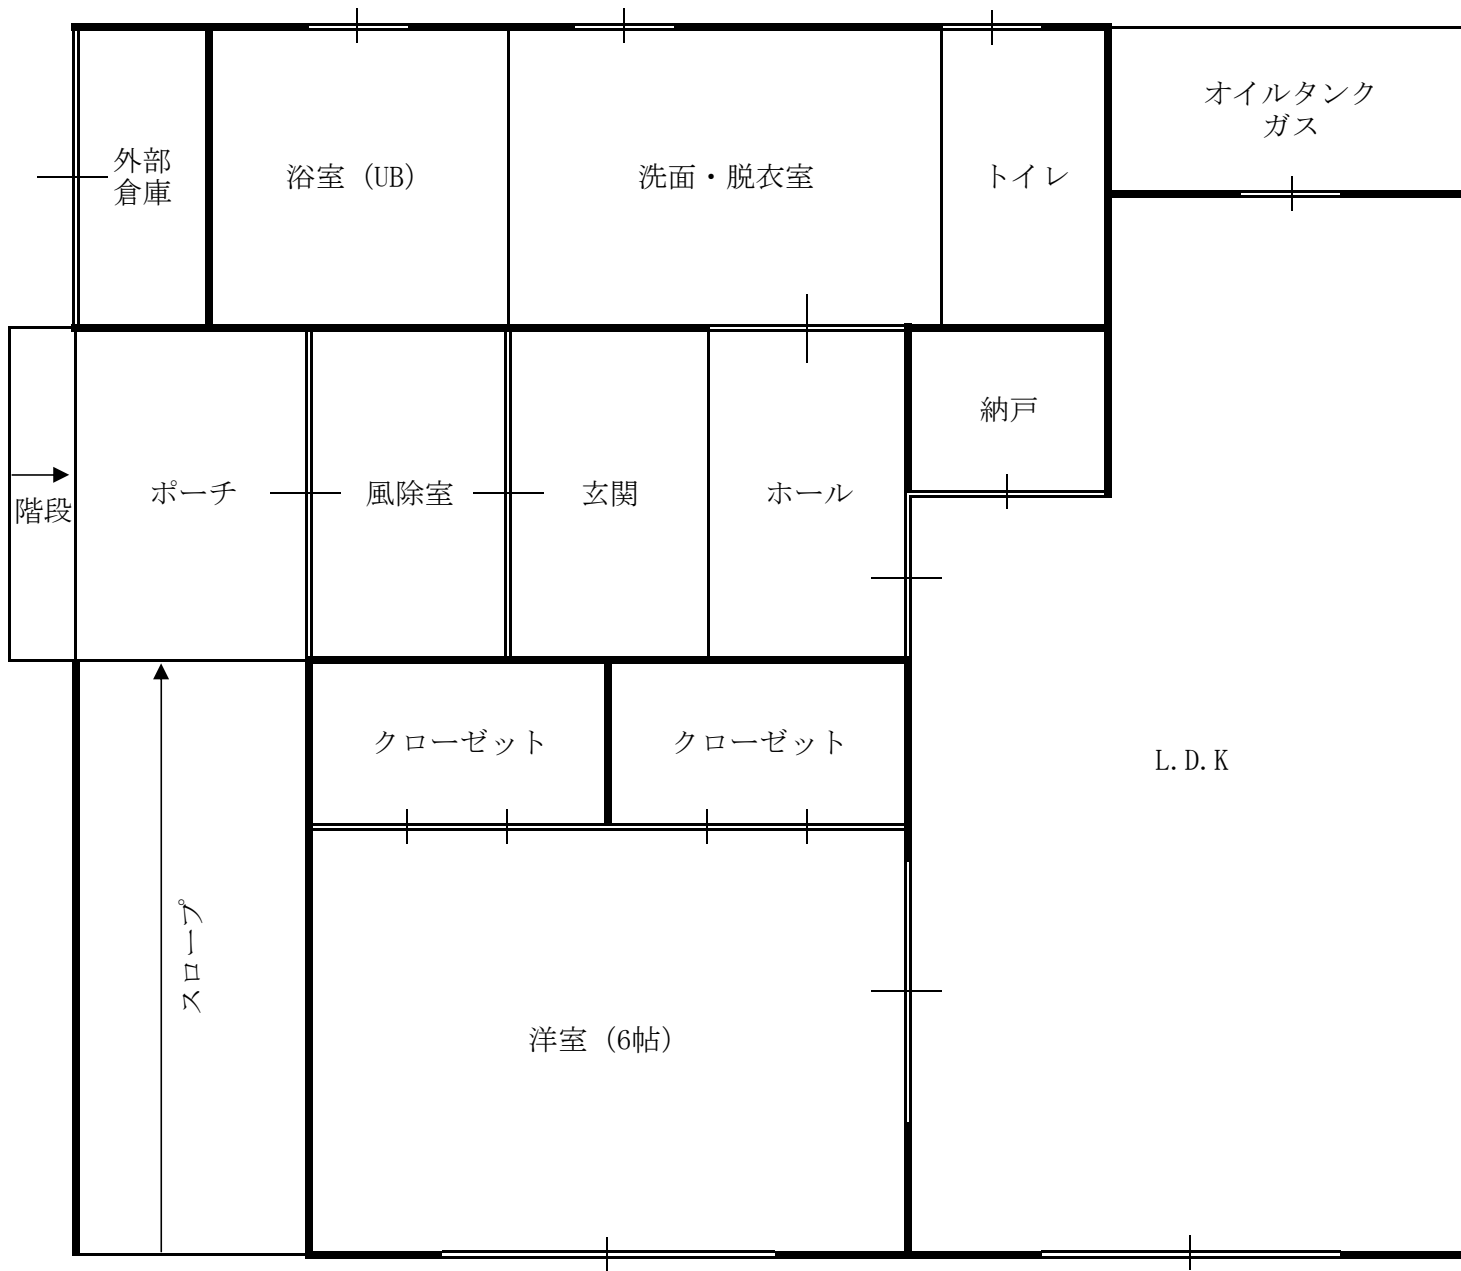 オイルタンク
ガス
外部
倉庫
浴室（UB）
洗面・脱衣室
トイレ
納戸
階段
ポーチ
風除室
玄関
ホール
クローゼット
クローゼット
L.D.K
スロープ
洋室（6帖）